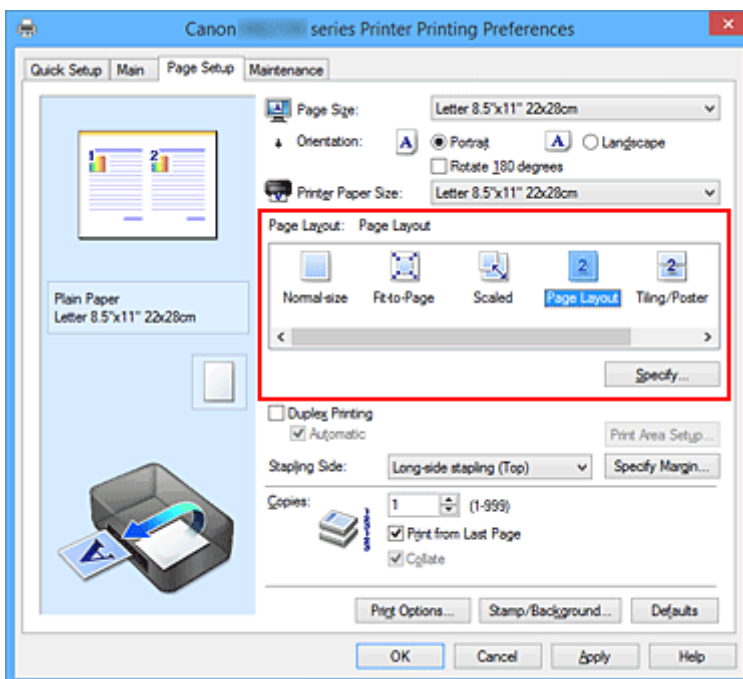 Canon series Printer Printing Preferences
Quick Setup Main Page Setup Maintenance
1 2
Page Size: Letter 8.5"x11" 22x28cm
Orientation: A Portrait A Landscape
Rotate 180 degrees
Printer Paper Size: Letter 8.5"x11" 22x28cm
Page Layout: Page Layout
2 2
Normal-size Fit-to-Page Scaled Page Layout Tiling/Poster
Plain Paper
Letter 8.5"x11" 22x28cm
Specify...
Duplex Printing
Automatic Print Area Setup...
Stapling Side: Long-side stapling (Top) Specify Margin...
Copies: 1 (1-999)
Print from Last Page
Collate
A
Print Options... Stamp/Background... Defaults
OK Cancel Apply Help